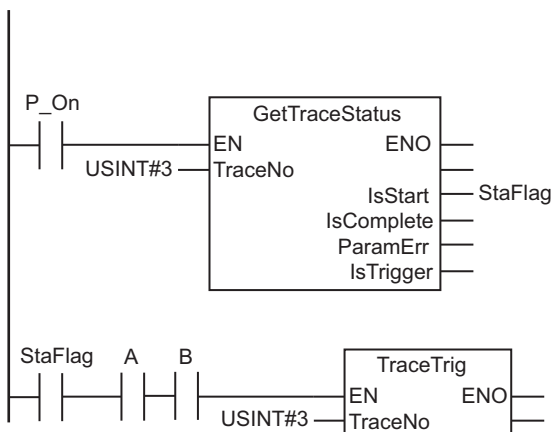 P_On
GetTraceStatus
EN ENO
USINT#3 TraceNo
IsStart StaFlag
IsComplete
ParamErr
IsTrigger
StaFlag A B
TraceTrig
EN ENO
USINT#3 TraceNo